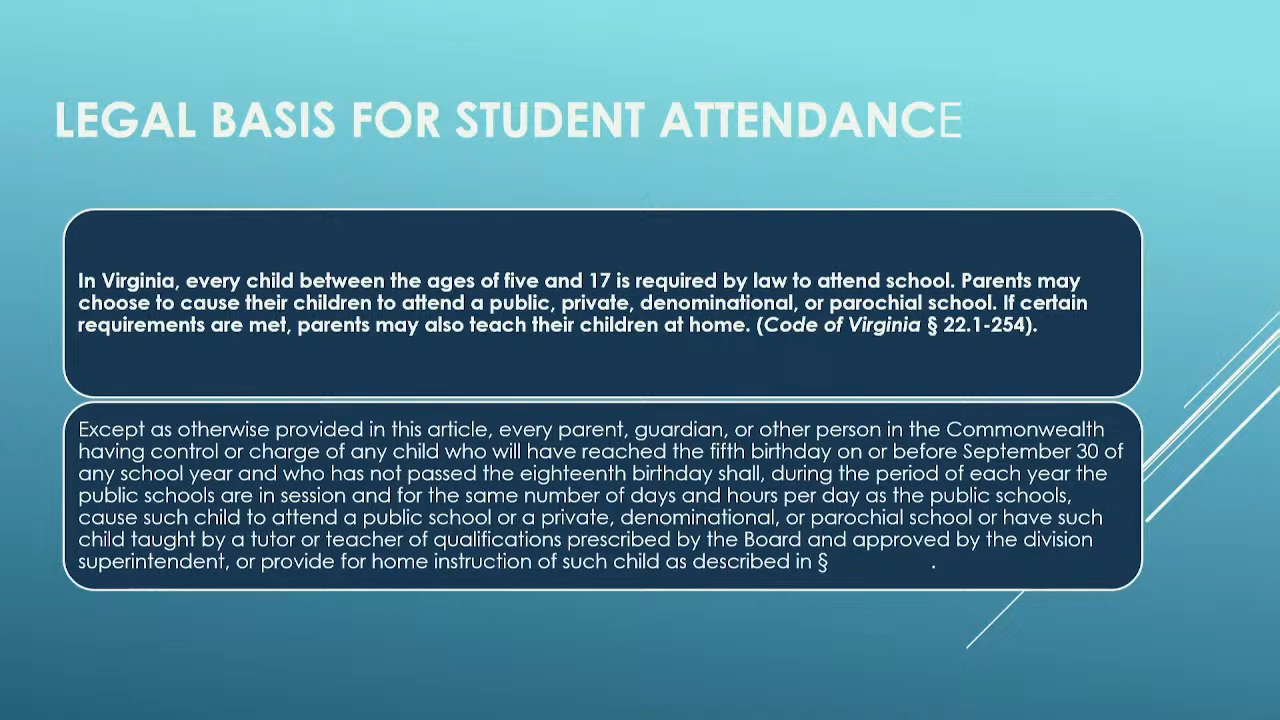 LEGAL BASIS FOR STUDENT ATTENDANCE
In Virginia, every child between the ages of five and 17 is required by law to attend school. Parents may
choose to cause their children to attend a public, private, denominational, or parochial school. If certain
requirements are met, parents may also teach their children at home. (Code of Virginia § 22.1-254).
Except as otherwise provided in this article, every parent, guardian, or other person in the Commonwealth
having control or charge of any child who will have reached the fifth birthday on or before September 30 of
any school year and who has not passed the eighteenth birthday shall, during the period of each year the
public schools are in session and for the same number of days and hours per day as the public schools,
cause such child to attend a public school or a private, denominational, or parochial school or have such
child taught by a tutor or teacher of qualifications prescribed by the Board and approved by the division
superintendent, or provide for home instruction of such child as described in § .